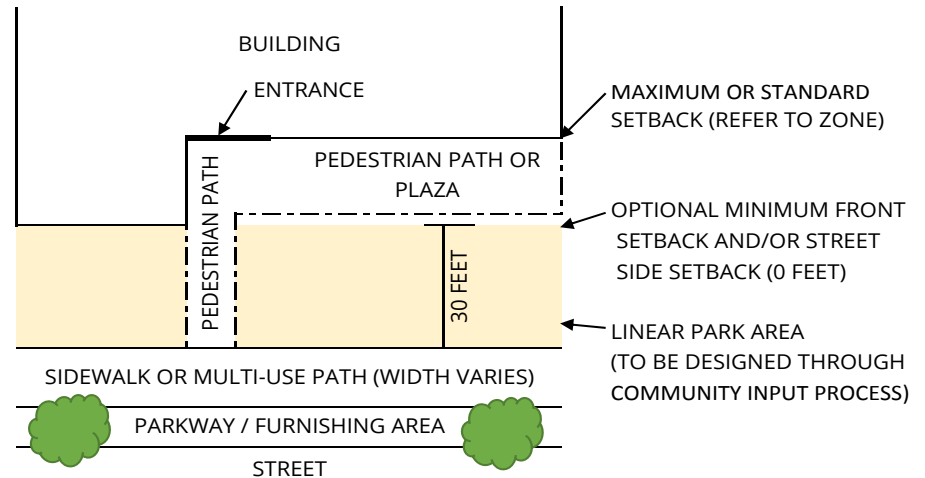 BUILDING
ENTRANCE
MAXIMUM OR STANDARD
SETBACK (REFER TO ZONE)
PEDESTRIAN PATH OR
PLAZA
PEDESTRIAN PATH
OPTIONAL MINIMUM FRONT
SETBACK AND/OR STREET
SIDE SETBACK (0 FEET)
30 FEET
LINEAR PARK AREA
(TO BE DESIGNED THROUGH
COMMUNITY INPUT PROCESS)
SIDEWALK OR MULTI-USE PATH (WIDTH VARIES)
PARKWAY / FURNISHING AREA
STREET